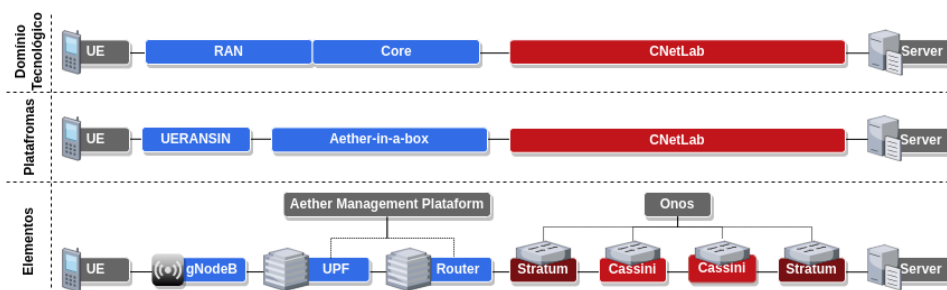 Domínio
Tecnológico
UE
RAN
Core
CNetLab
Server
Platafromas
UE
UERANSIN
Aether-in-a-box
CNetLab
Server
Elementos
Aether Management Plataform
Onos
UE
gNodeB
UPF
Router
Stratum
Cassini
Cassini
Stratum
Server